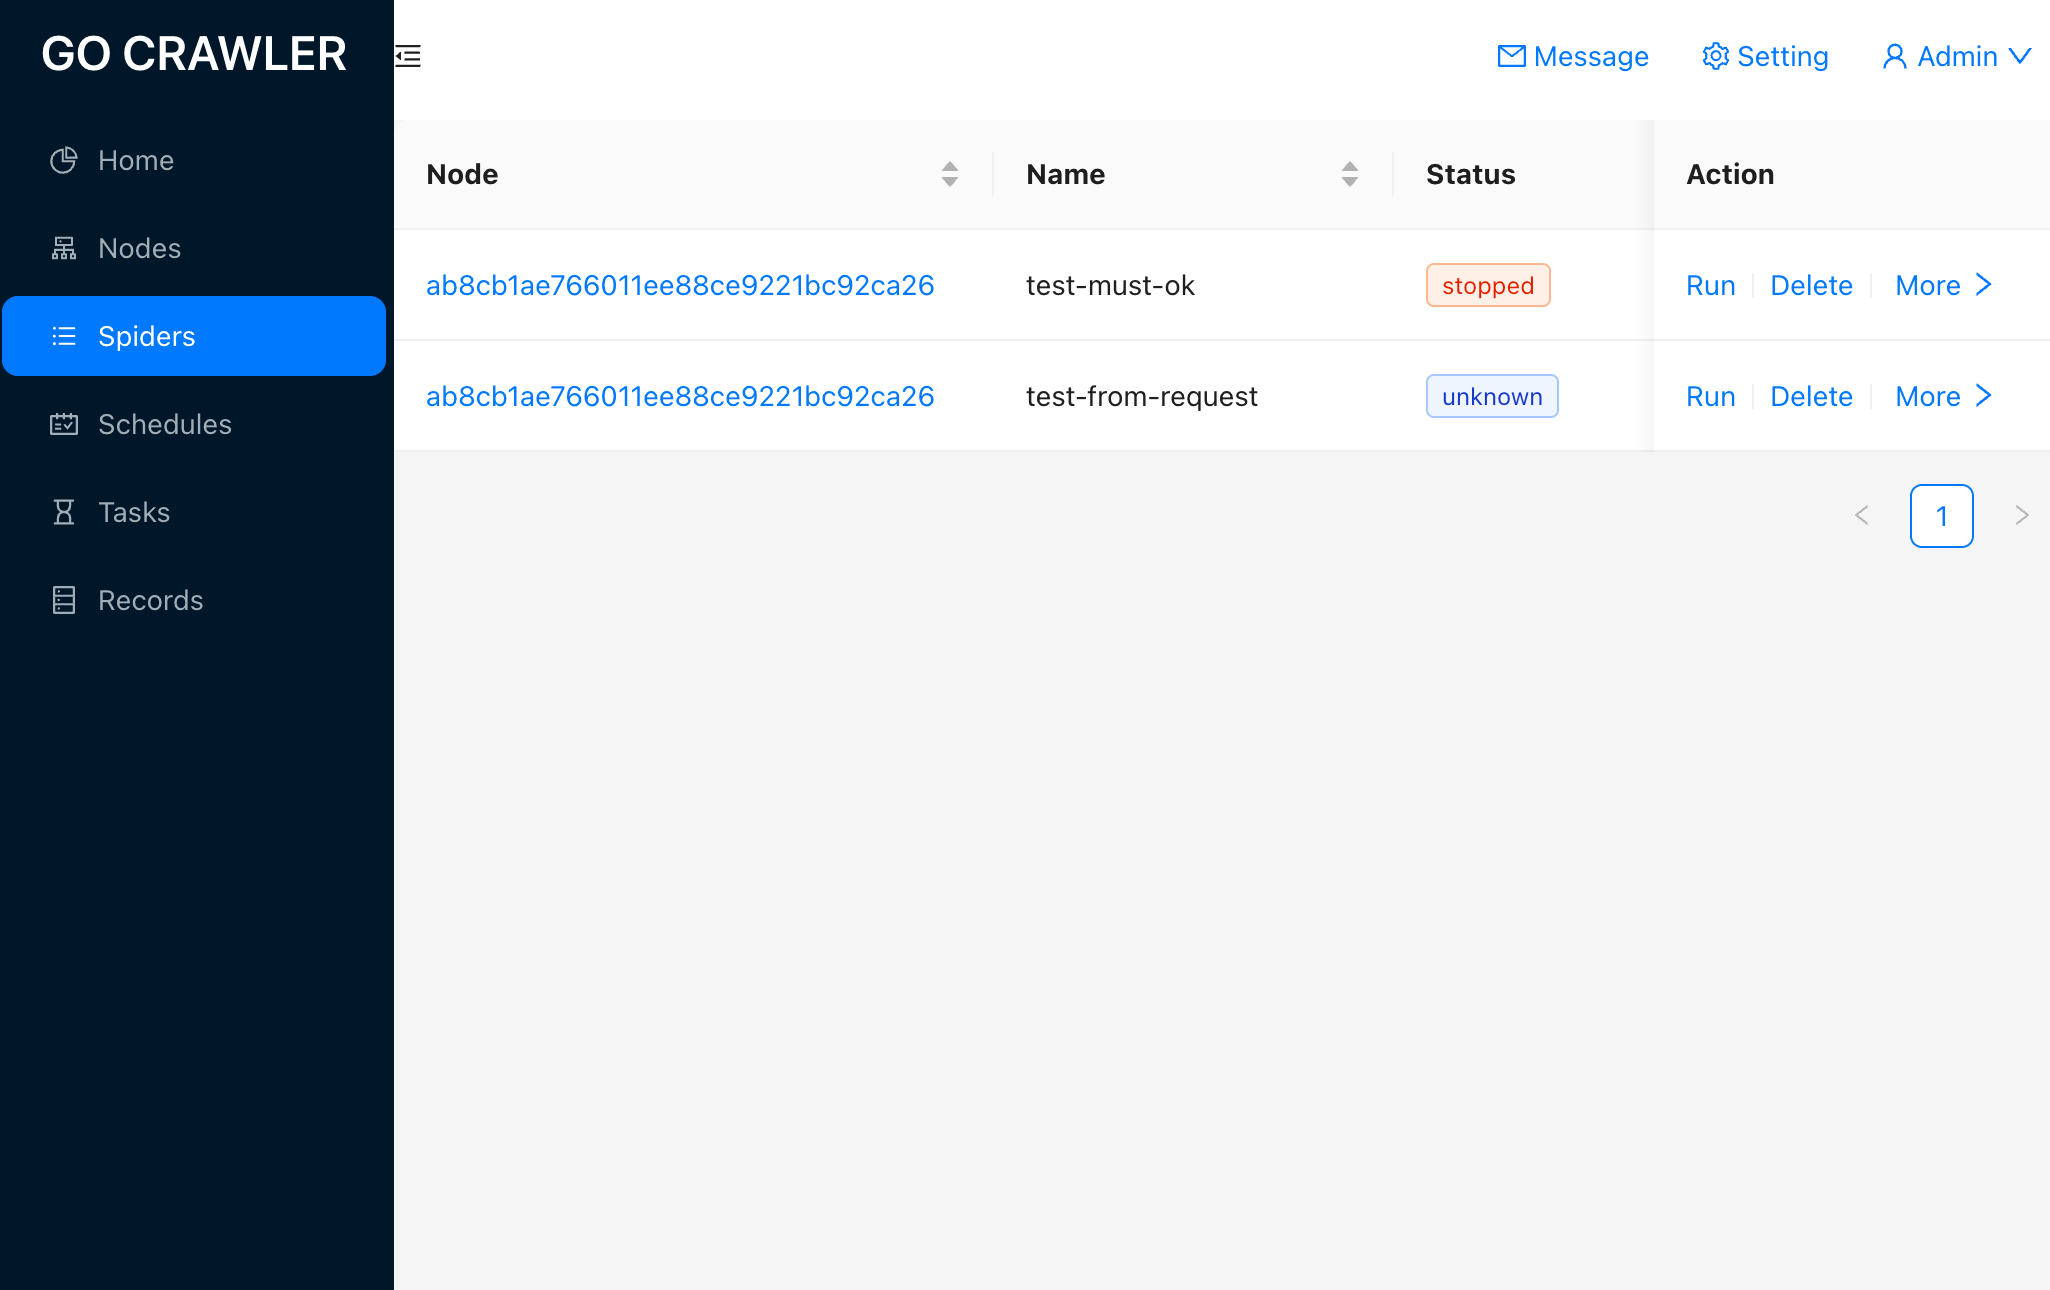 GO CRAWLER
Message Setting Admin
Home
Nodes
Spiders
Schedules
Tasks
Records
Node Name Status Action
ab8cb1ae766011ee88ce9221bc92ca26 test-must-ok stopped Run Delete More
ab8cb1ae766011ee88ce9221bc92ca26 test-from-request unknown Run Delete More
1